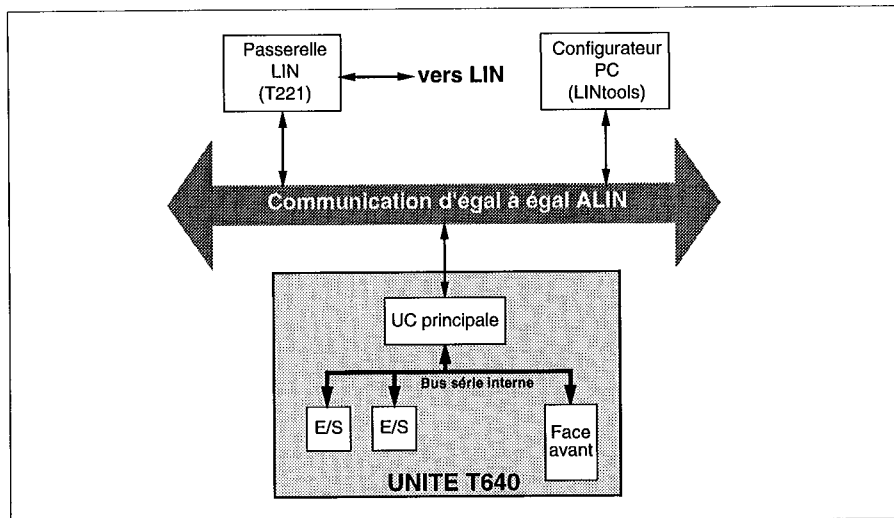 Passerelle
LIN
(T221)
vers LIN
Configurateur
PC
(LINtools)
Communication d'égal à égal ALIN
UC principale
Bus série interne
E/S
E/S
Face
avant
UNITE T640